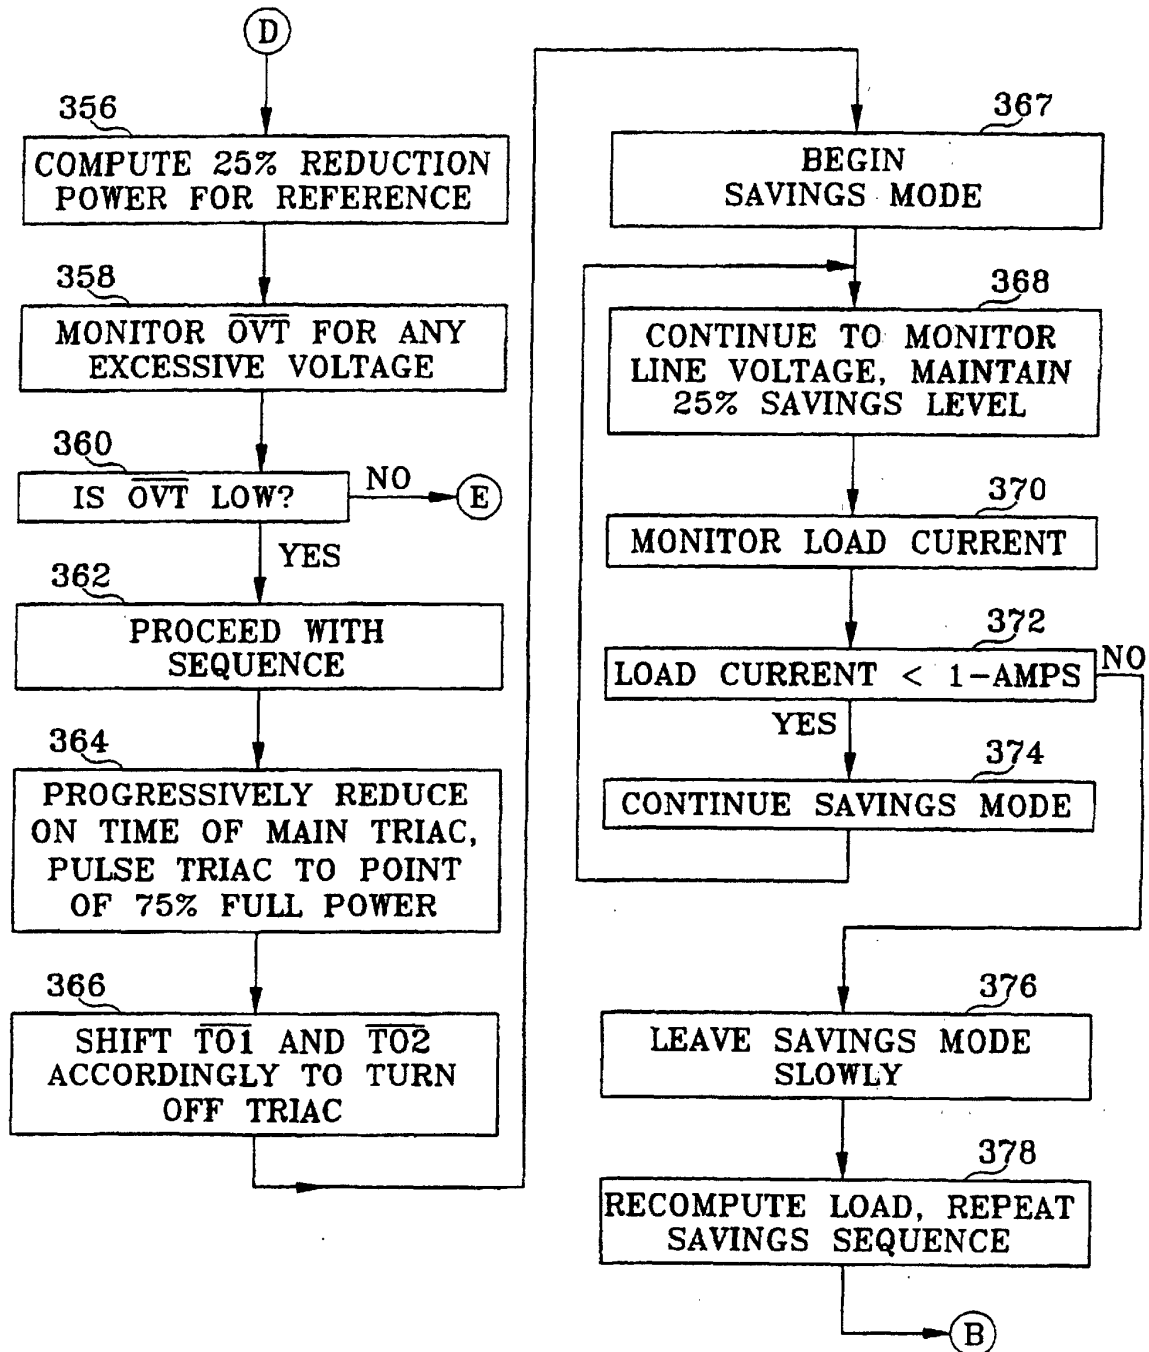 D
356
COMPUTE 25% REDUCTION
POWER FOR REFERENCE
358
MONITOR O̅V̅T̅ FOR ANY
EXCESSIVE VOLTAGE
360
IS O̅V̅T̅ LOW?
NO
E
YES
362
PROCEED WITH
SEQUENCE
364
PROGRESSIVELY REDUCE
ON TIME OF MAIN TRIAC,
PULSE TRIAC TO POINT
OF 75% FULL POWER
366
SHIFT T̅O̅1̅ AND T̅O̅2̅
ACCORDINGLY TO TURN
OFF TRIAC
367
BEGIN
SAVINGS MODE
368
CONTINUE TO MONITOR
LINE VOLTAGE, MAINTAIN
25% SAVINGS LEVEL
370
MONITOR LOAD CURRENT
372
LOAD CURRENT < 1-AMPS
NO
YES
374
CONTINUE SAVINGS MODE
376
LEAVE SAVINGS MODE
SLOWLY
378
RECOMPUTE LOAD, REPEAT
SAVINGS SEQUENCE
B